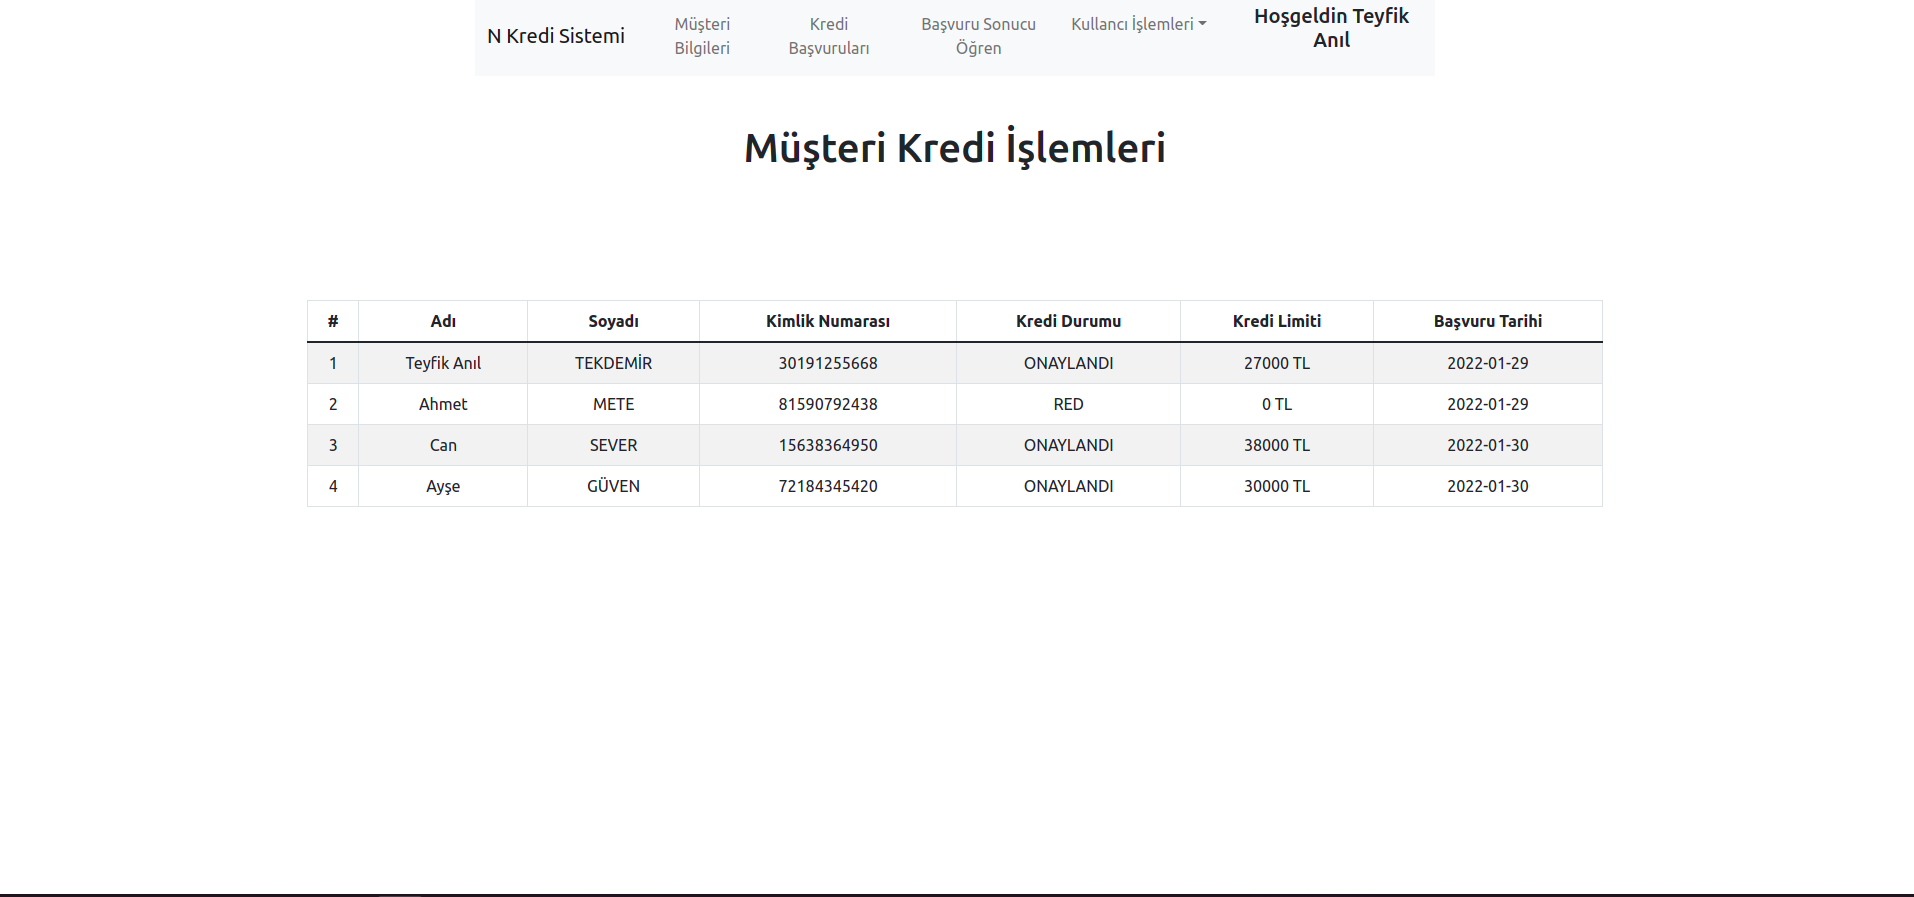 N Kredi Sistemi
Müşteri
Bilgileri
Kredi
Başvuruları
Başvuru Sonucu
Öğren
Kullancı İşlemleri
Hoşgeldin Teyfik
Anıl
Müşteri Kredi İşlemleri
# Adı Soyadı Kimlik Numarası Kredi Durumu Kredi Limiti Başvuru Tarihi
1 Teyfik Anıl TEKDEMİR 30191255668 ONAYLANDI 27000 TL 2022-01-29
2 Ahmet METE 81590792438 RED 0 TL 2022-01-29
3 Can SEVER 15638364950 ONAYLANDI 38000 TL 2022-01-30
4 Ayşe GÜVEN 72184345420 ONAYLANDI 30000 TL 2022-01-30